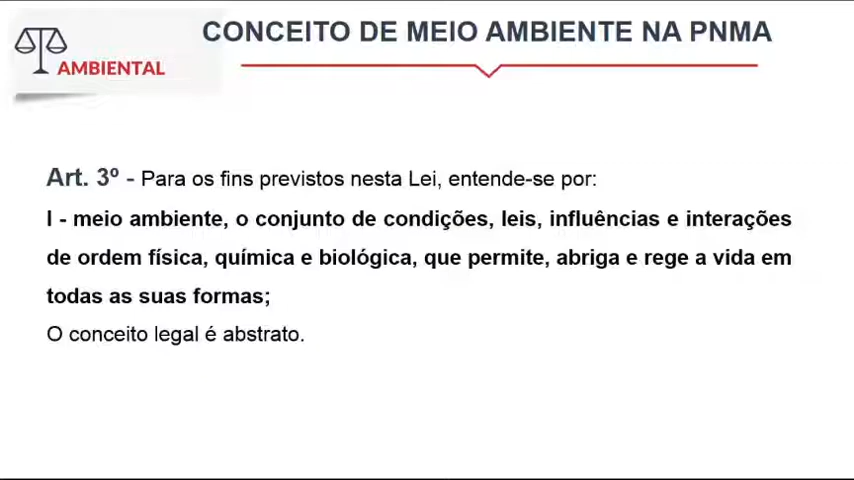 CONCEITO DE MEIO AMBIENTE NA PNMA
AMBIENTAL
Art. 3º - Para os fins previstos nesta Lei, entende-se por:
I - meio ambiente, o conjunto de condições, leis, influências e interações
de ordem física, química e biológica, que permite, abriga e rege a vida em
todas as suas formas;
O conceito legal é abstrato.